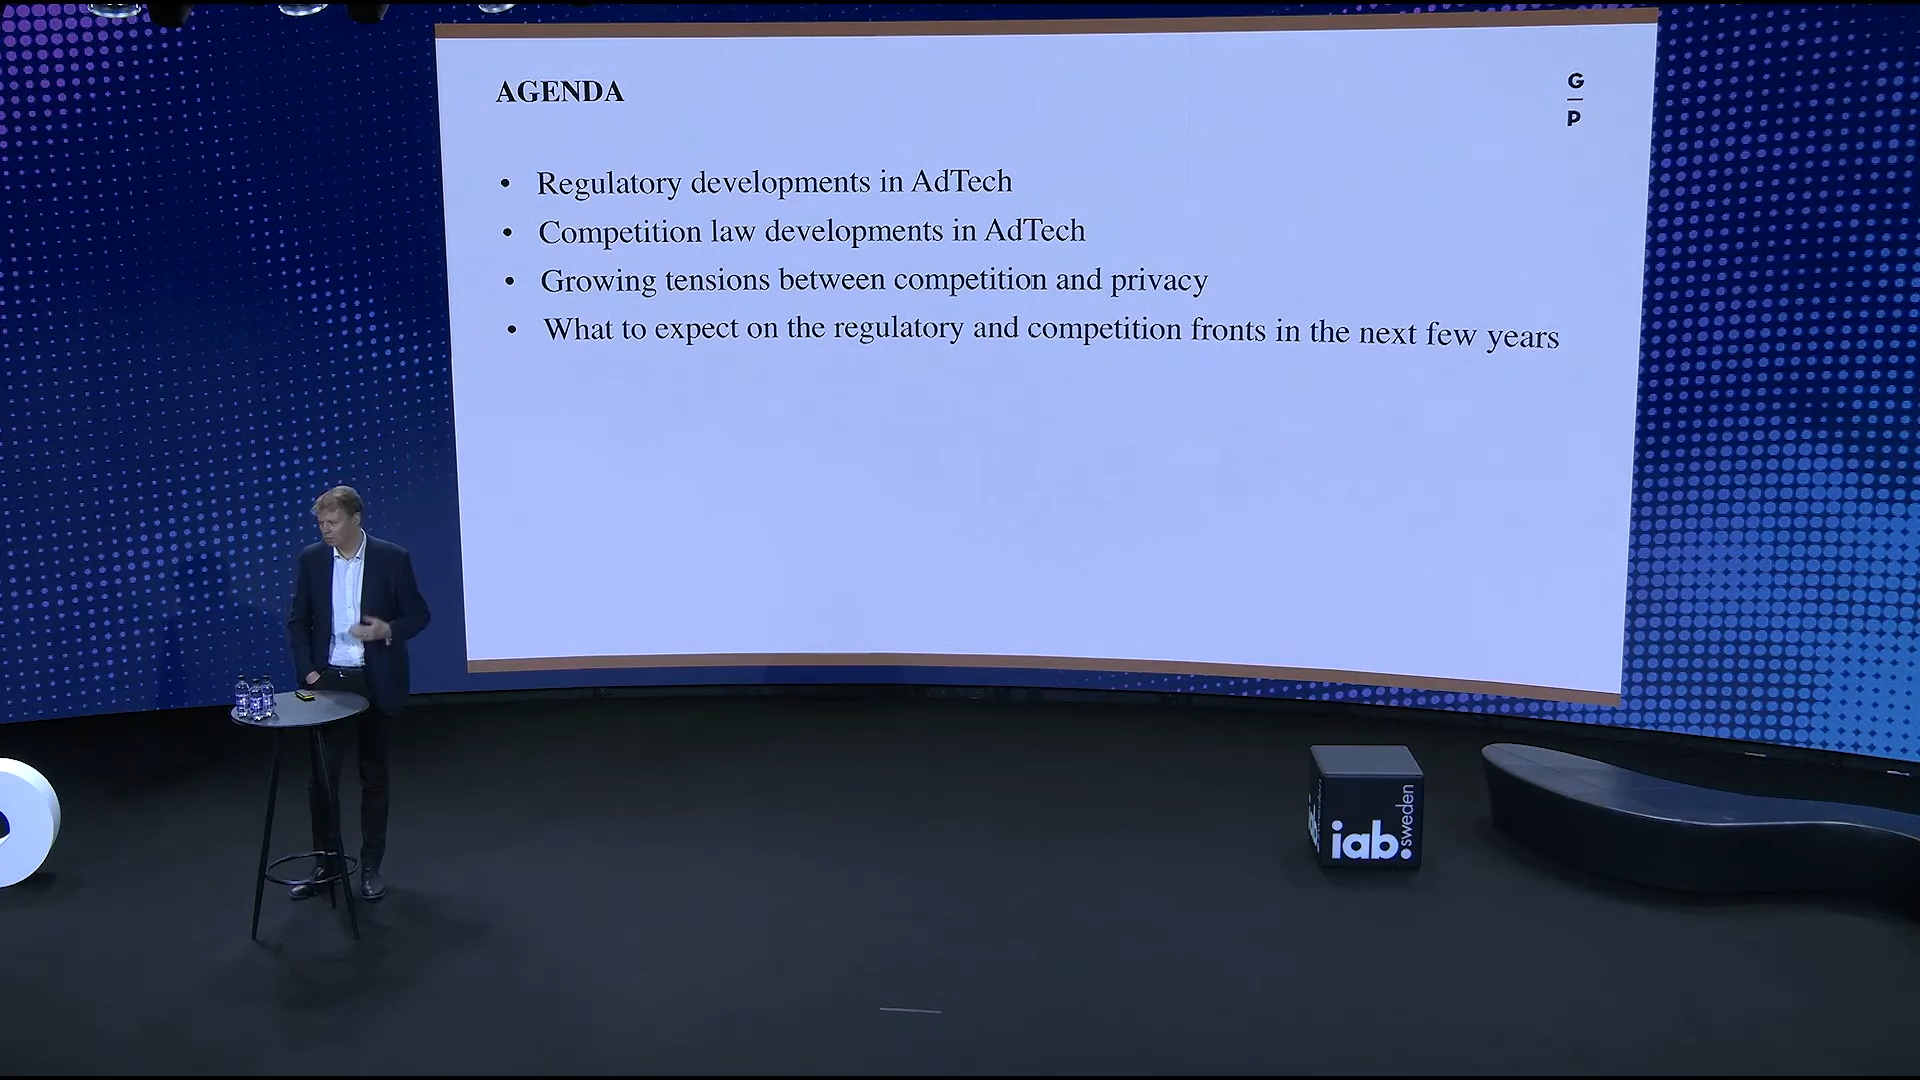 AGENDA
G
P
• Regulatory developments in AdTech
• Competition law developments in AdTech
• Growing tensions between competition and privacy
• What to expect on the regulatory and competition fronts in the next few years
iab.
sweden